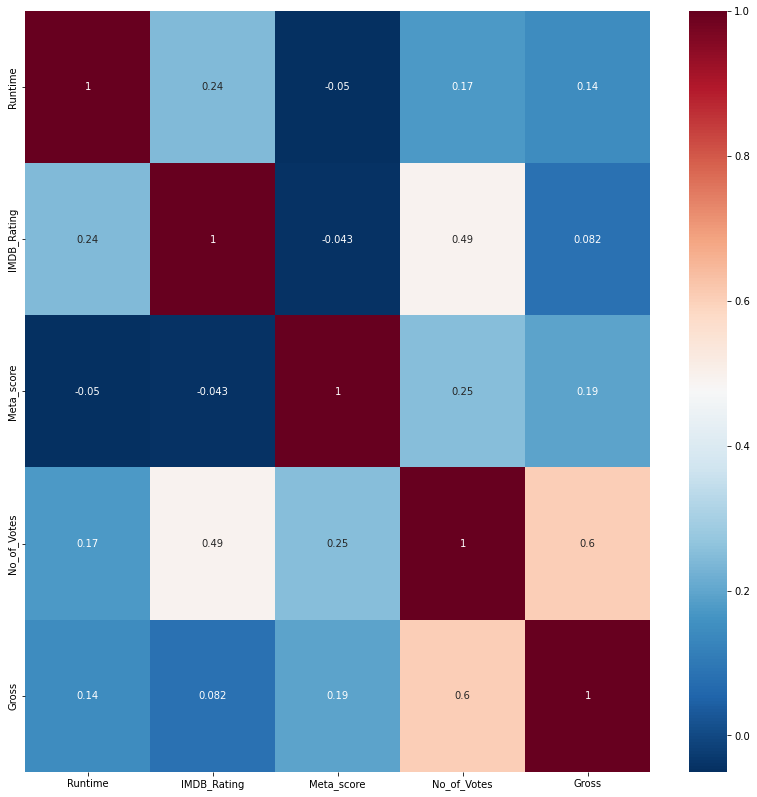 1.0
Runtime 1 0.24 -0.05 0.17 0.14
0.8
IMDB_Rating 0.24 1 -0.043 0.49 0.082
0.6
Meta_score -0.05 -0.043 1 0.25 0.19
0.4
No_of_Votes 0.17 0.49 0.25 1 0.6
0.2
Gross 0.14 0.082 0.19 0.6 1
0.0
Runtime IMDB_Rating Meta_score No_of_Votes Gross